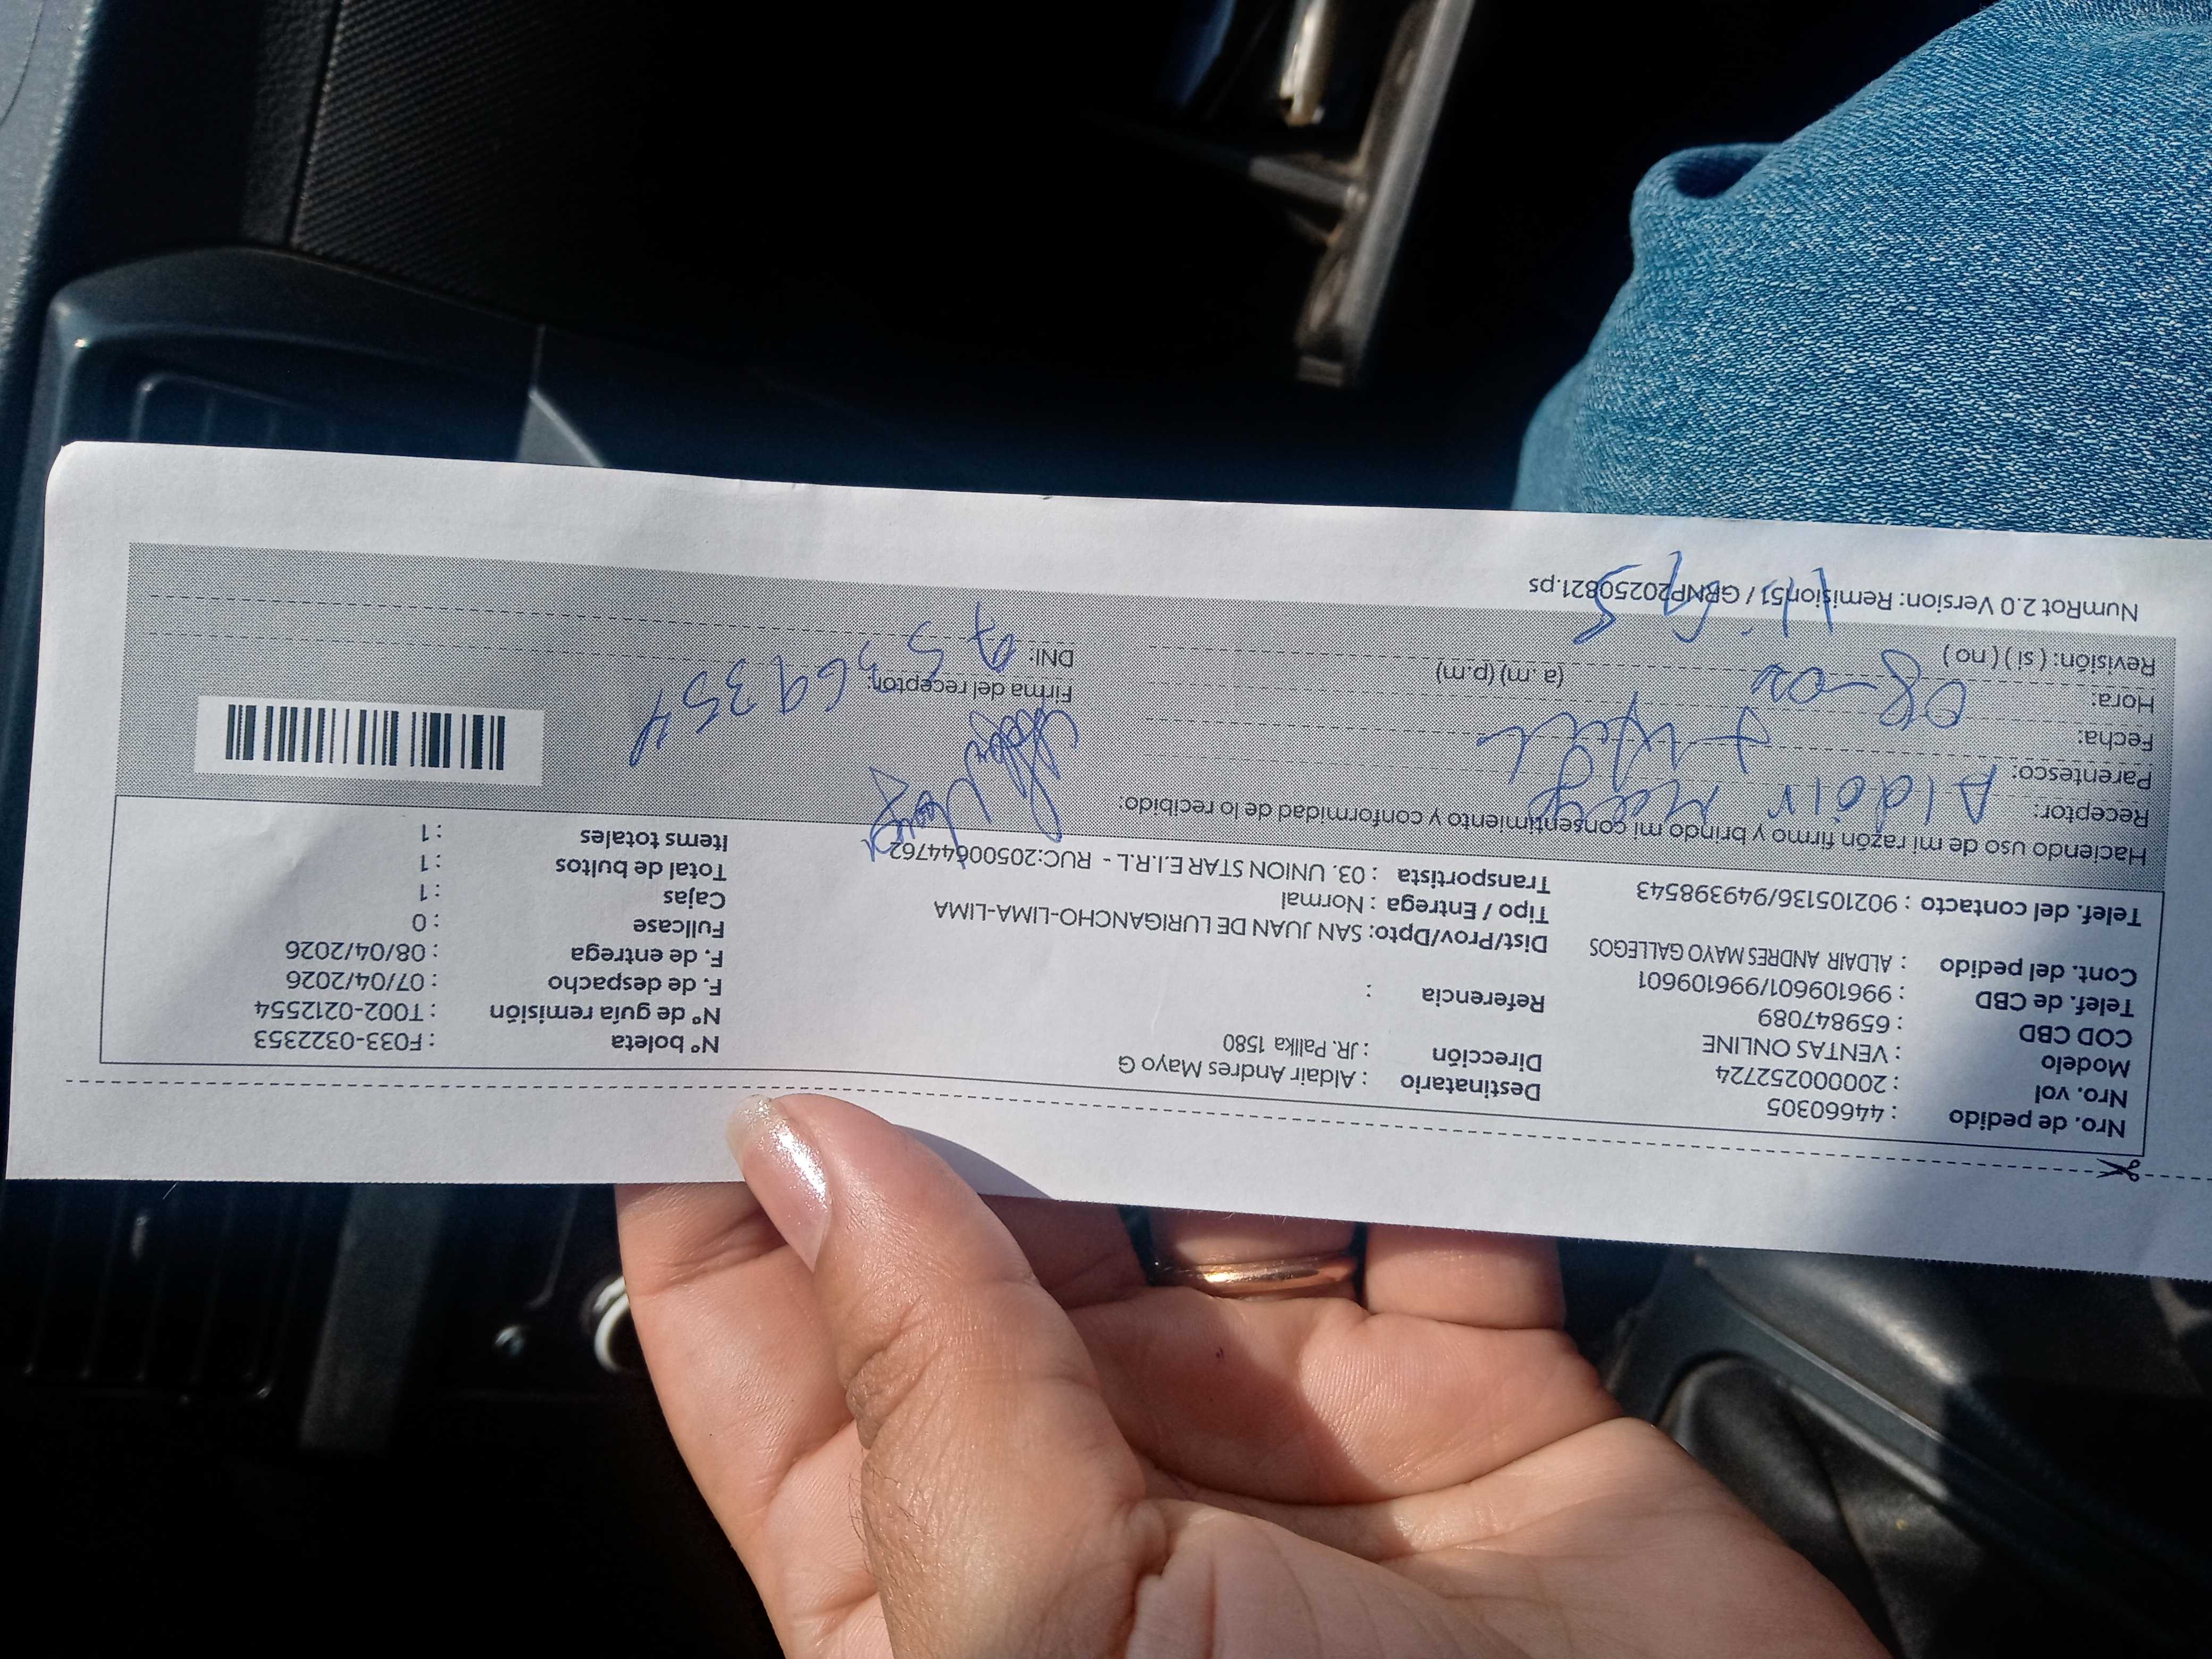 Nro. de pedido : 44660305
Nro. vol : 200000252724
Modelo : VENTAS ONLINE
COD CBD : 659847089
Telef. de CBD : 996109601/996109601
Cont. del pedido : ALDAIR ANDRES MAYO GALLEGOS
Telef. del contacto : 902105136/949398543
Destinatario : Aldair Andres Mayo G
Dirección : JR. Pallka 1580
Referencia :
Dist/Prov/Dpto: SAN JUAN DE LURIGANCHO-LIMA-LIMA
Tipo / Entrega : Normal
Transportista : 03. UNION STAR E.I.R.L - RUC:20500644762
N° boleta : F033-0322353
N° de guía remisión : T002-0212554
F. de despacho : 07/04/2026
F. de entrega : 08/04/2026
Fullcase : 0
Cajas : 1
Total de bultos : 1
Items totales : 1
Haciendo uso de mi razón firmo y brindo mi consentimiento y conformidad de lo recibido:
Receptor: Aldair
Parentesco:
Fecha: 08-04
Hora: (a.m) (p.m)
Revisión: ( si ) ( no )
Firma del receptor:
DNI:
NumRot 2.0 Version: Remision51 / GRNP20250821.ps